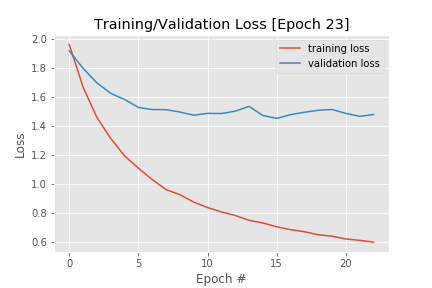 Training/Validation Loss [Epoch 23]
2.0
1.8
1.6
1.4
1.2
1.0
0.8
0.6
Loss
training loss
validation loss
0 5 10 15 20
Epoch #